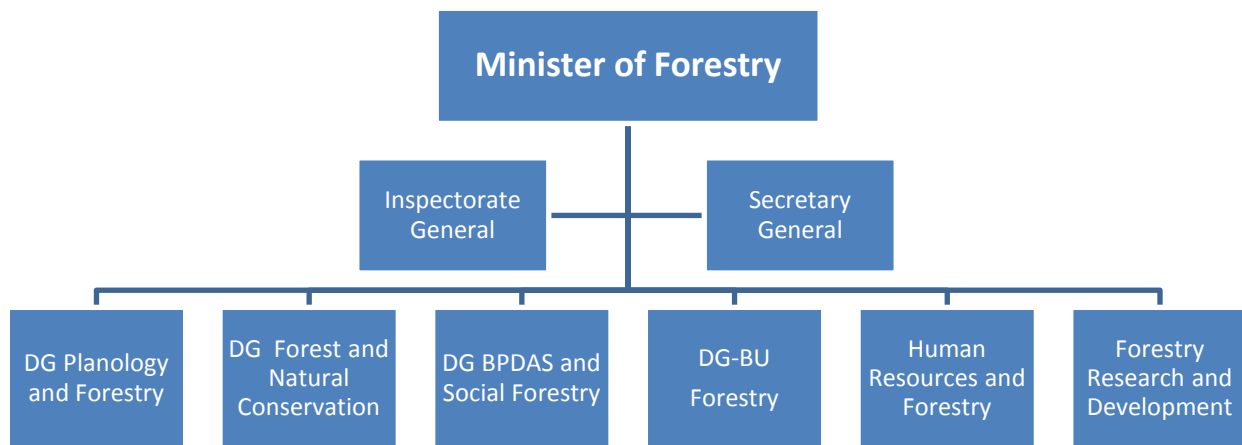 Minister of Forestry
Inspectorate
General
Secretary
General
DG Planology
and Forestry
DG Forest and
Natural
Conservation
DG BPDAS and
Social Forestry
DG-BU
Forestry
Human
Resources and
Forestry
Forestry
Research and
Development